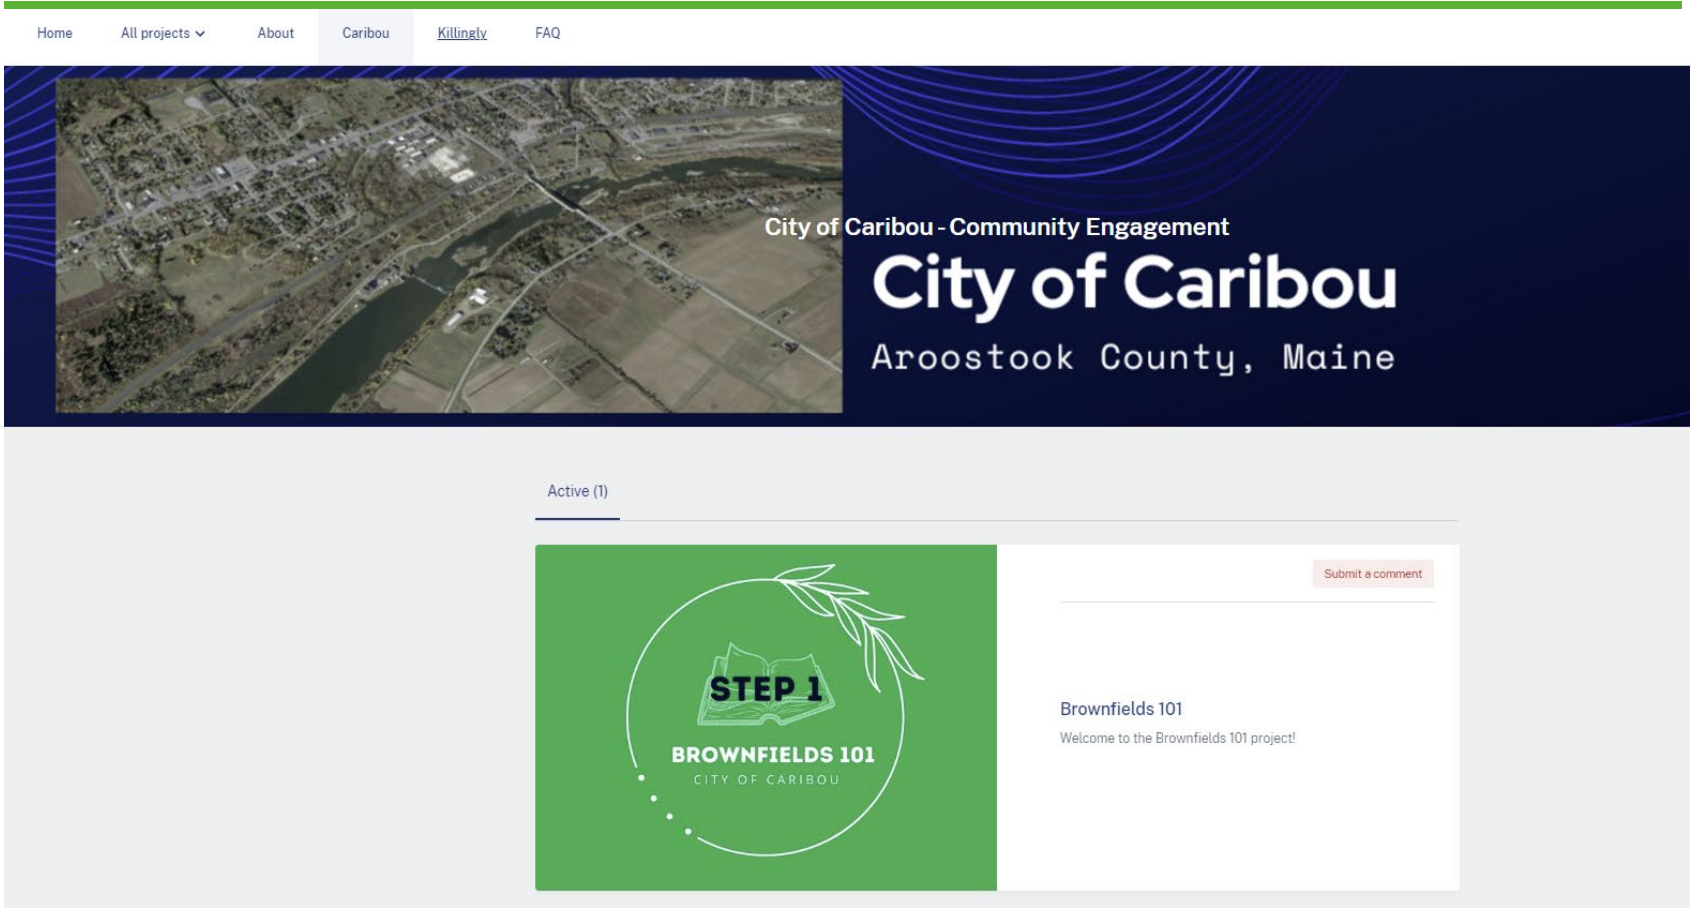 Home All projects About Caribou Killingly FAQ
City of Caribou - Community Engagement
City of Caribou
Aroostook County, Maine
Active (1)
STEP 1
BROWNFIELDS 101
CITY OF CARIBOU
Submit a comment
Brownfields 101
Welcome to the Brownfields 101 project!